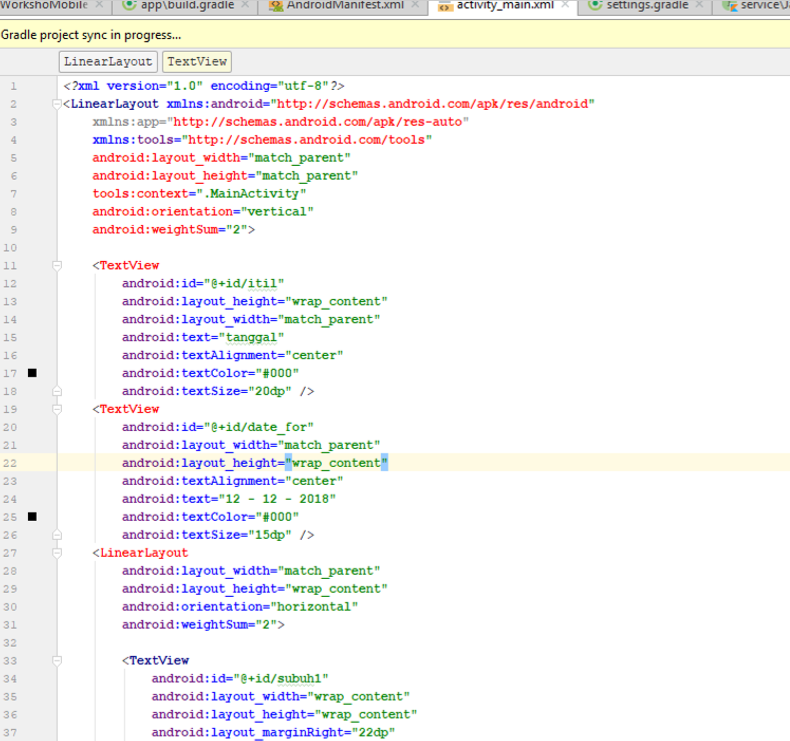 WorkshoMobile
app\build.gradle
AndroidManifest.xml
activity_main.xml
settings.gradle
Gradle project sync in progress...
LinearLayout TextView
1 <?xml version="1.0" encoding="utf-8"?>
2 <LinearLayout xmlns:android="http://schemas.android.com/apk/res/android"
3 xmlns:app="http://schemas.android.com/apk/res-auto"
4 xmlns:tools="http://schemas.android.com/tools"
5 android:layout_width="match_parent"
6 android:layout_height="match_parent"
7 tools:context=".MainActivity"
8 android:orientation="vertical"
9 android:weightSum="2">
10
11 <TextView
12 android:id="@+id/itil"
13 android:layout_height="wrap_content"
14 android:layout_width="match_parent"
15 android:text="tanggal"
16 android:textAlignment="center"
17 android:textColor="#000"
18 android:textSize="20dp" />
19 <TextView
20 android:id="@+id/date_for"
21 android:layout_width="match_parent"
22 android:layout_height="wrap_content"
23 android:textAlignment="center"
24 android:text="12 - 12 - 2018"
25 android:textColor="#000"
26 android:textSize="15dp" />
27 <LinearLayout
28 android:layout_width="match_parent"
29 android:layout_height="wrap_content"
30 android:orientation="horizontal"
31 android:weightSum="2">
32
33 <TextView
34 android:id="@+id/subuh1"
35 android:layout_width="wrap_content"
36 android:layout_height="wrap_content"
37 android:layout_marginRight="22dp"